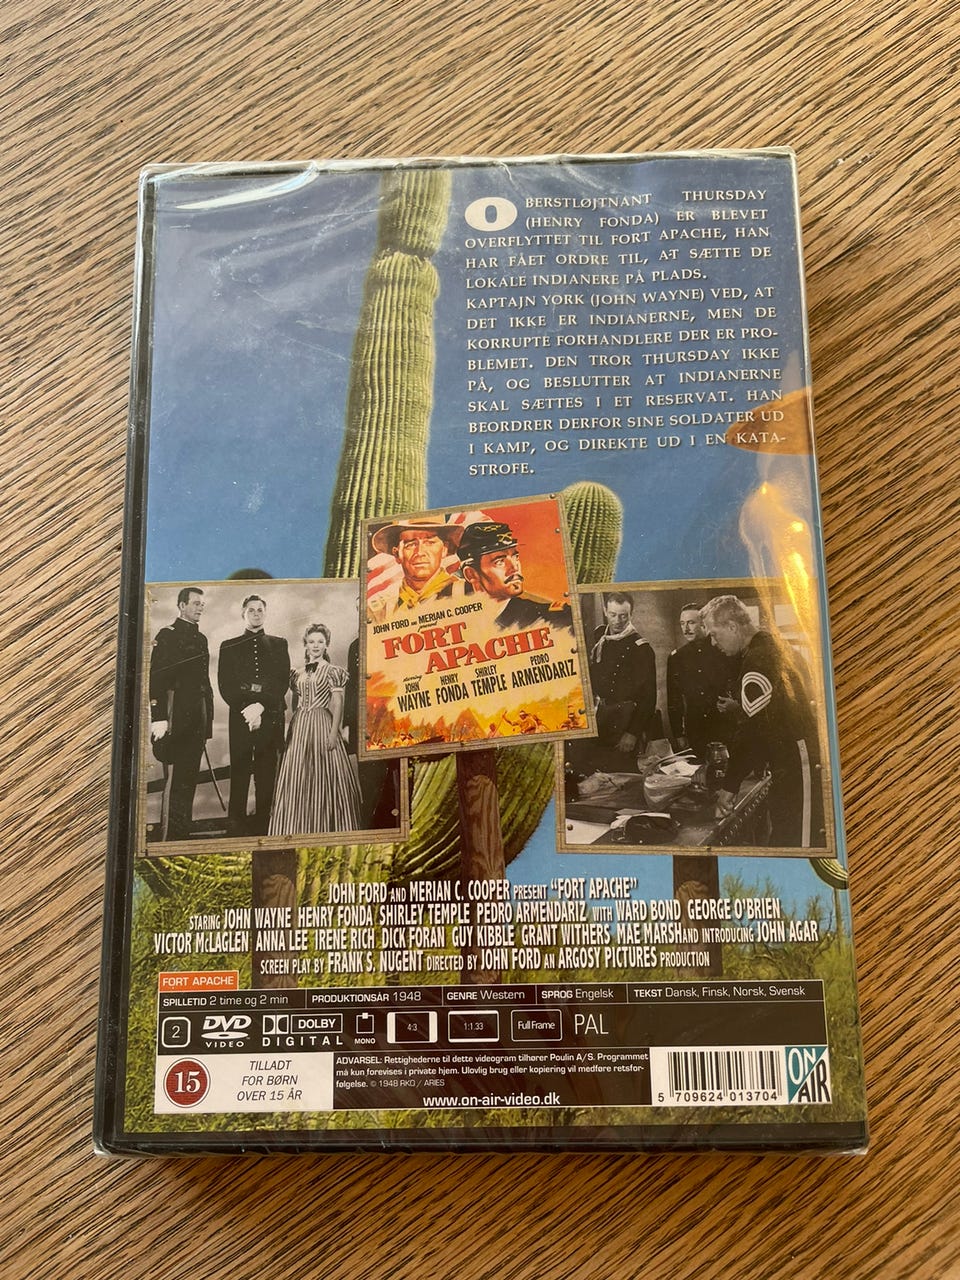 OBERSTLØJTNANT THURSDAY
(HENRY FONDA) ER BLEVET
OVERFLYTTET TIL FORT APACHE, HAN
HAR FÅET ORDRE TIL, AT SÆTTE DE
LOKALE INDIANERE PÅ PLADS.
KAPTAJN YORK (JOHN WAYNE) VED, AT
DET IKKE ER INDIANERNE, MEN DE
KORRUPTE FORHANDLERE DER ER PRO-
BLEMET. DEN TROR THURSDAY IKKE
PÅ, OG BESLUTTER AT INDIANERNE
SKAL SÆTTES I ET RESERVAT. HAN
BEORDRER DERFOR SINE SOLDATER UD
I KAMP, OG DIREKTE UD I EN KATA-
STROFE.
JOHN FORD AND MERIAN C. COOPER
present
FORT
APACHE
starring
JOHN WAYNE HENRY FONDA SHIRLEY TEMPLE PEDRO ARMENDARIZ
JOHN FORD AND MERIAN C. COOPER PRESENT "FORT APACHE"
STARING JOHN WAYNE HENRY FONDA SHIRLEY TEMPLE PEDRO ARMENDARIZ WITH WARD BOND GEORGE O'BRIEN
VICTOR McLAGLEN ANNA LEE IRENE RICH DICK FORAN GUY KIBBLE GRANT WITHERS MAE MARSH AND INTRODUCING JOHN AGAR
SCREEN PLAY BY FRANK S. NUGENT DIRECTED BY JOHN FORD AN ARGOSY PICTURES PRODUCTION
FORT APACHE
SPILLETID 2 time og 2 min PRODUKTIONSÅR 1948 GENRE Western SPROG Engelsk TEKST Dansk, Finsk, Norsk, Svensk
2 DVD VIDEO DOLBY DIGITAL MONO 4:3 1:1.33 Full Frame PAL
15
TILLADT
FOR BØRN
OVER 15 ÅR
ADVARSEL: Rettighederne til dette videogram tilhører Poulin A/S. Programmet
må kun forevises i private hjem. Ulovlig brug eller kopiering vil medføre retsfor-
følgelse. © 1948 RKO / ARIES
www.on-air-video.dk
5 709624 013704
ON
AIR